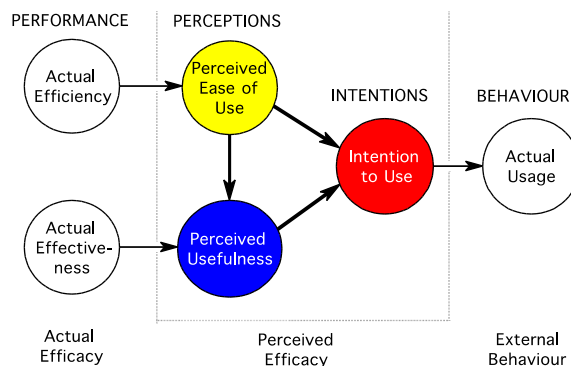 PERFORMANCE
PERCEPTIONS
Actual
Efficiency
Perceived
Ease of
Use
INTENTIONS
BEHAVIOUR
Intention
to Use
Actual
Usage
Actual
Effective-
ness
Perceived
Usefulness
Actual
Efficacy
Perceived
Efficacy
External
Behaviour